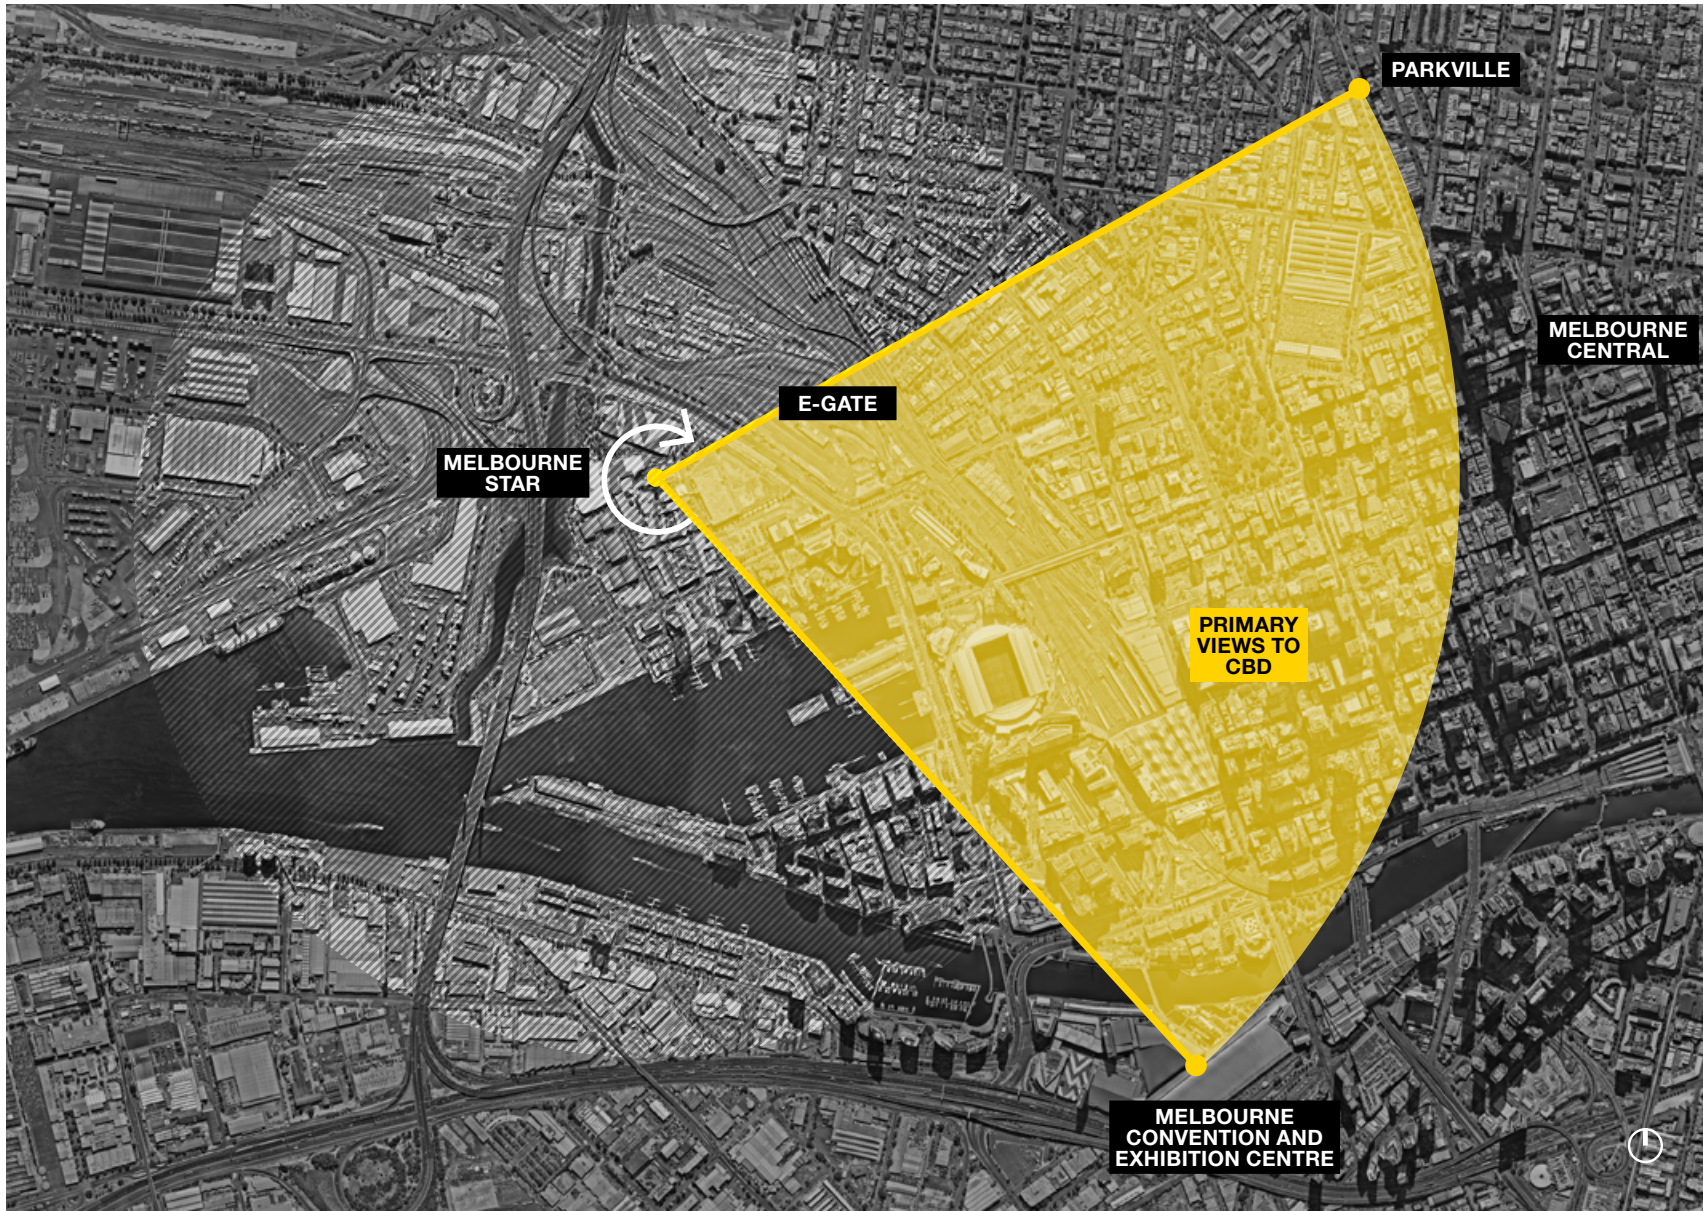 PARKVILLE
MELBOURNE
CENTRAL
E-GATE
MELBOURNE
STAR
PRIMARY
VIEWS TO
CBD
MELBOURNE
CONVENTION AND
EXHIBITION CENTRE